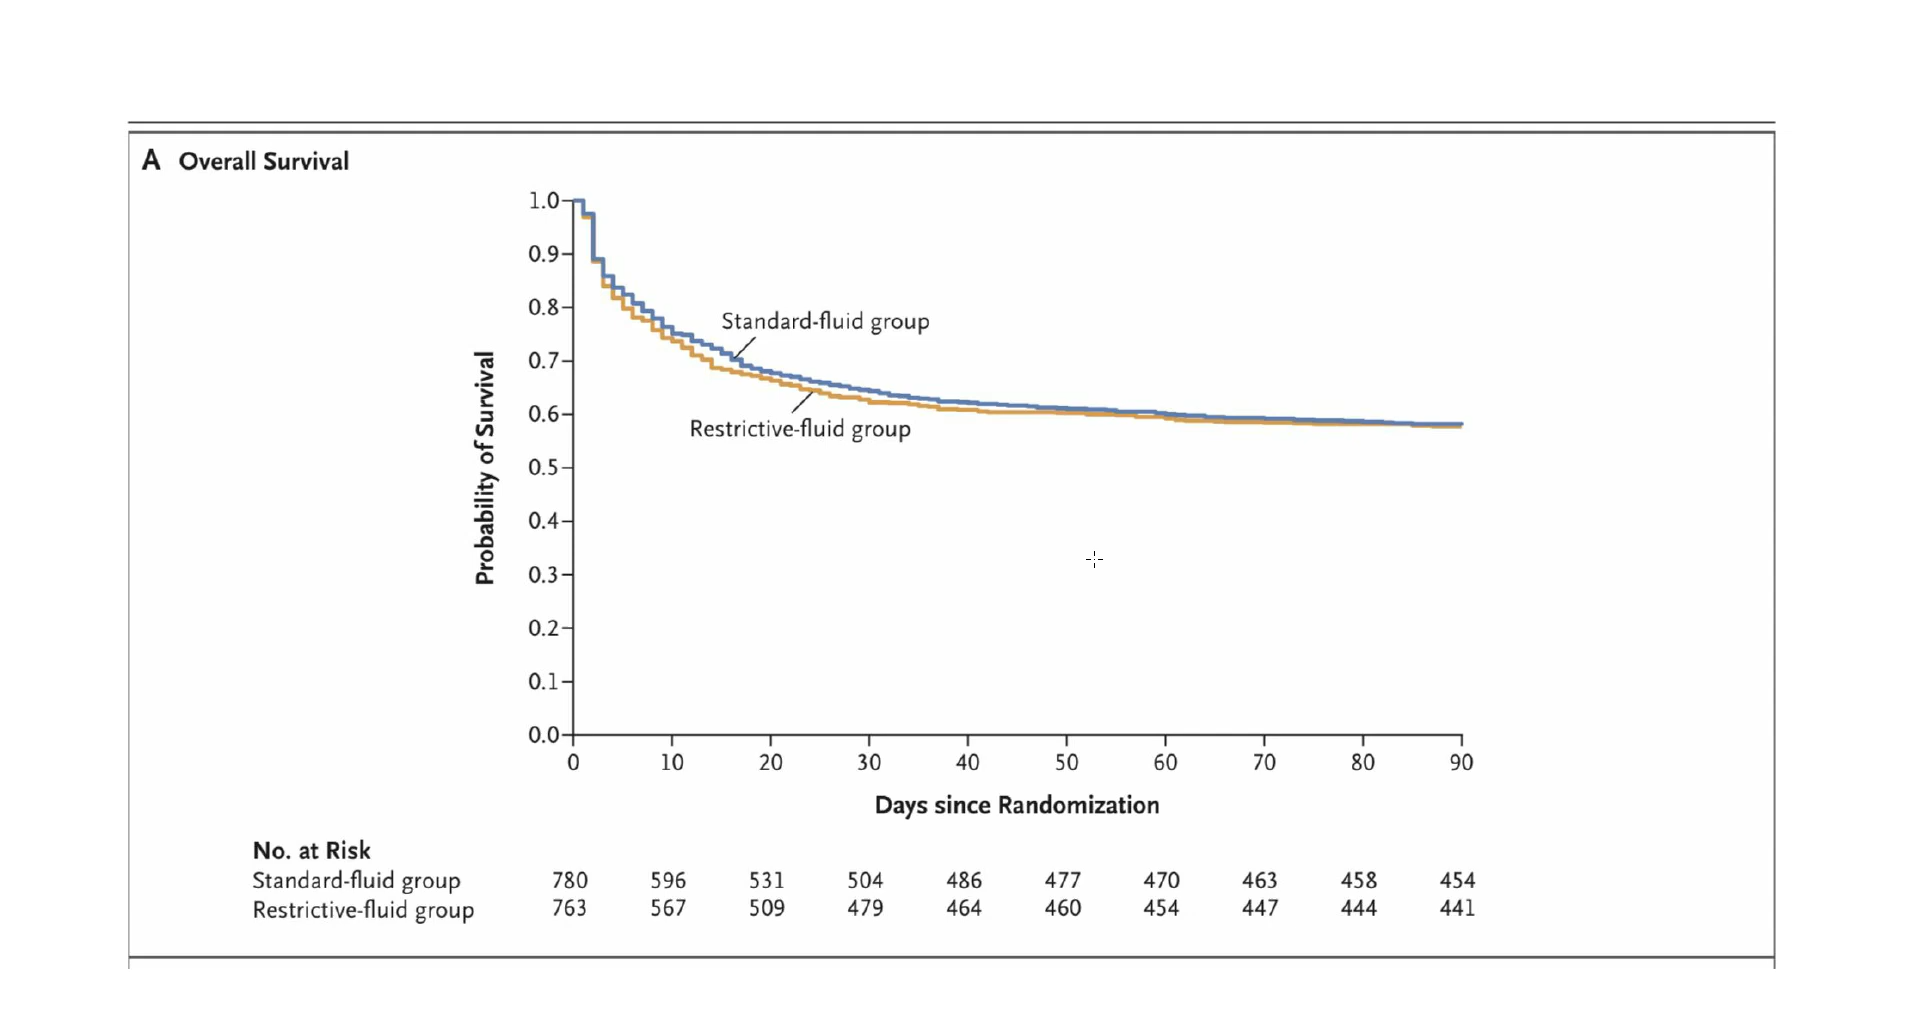 A Overall Survival
1.0
0.9
0.8
0.7
0.6
0.5
0.4
0.3
0.2
0.1
0.0
Probability of Survival
Standard-fluid group
Restrictive-fluid group
0 10 20 30 40 50 60 70 80 90
Days since Randomization
No. at Risk
Standard-fluid group 780 596 531 504 486 477 470 463 458 454
Restrictive-fluid group 763 567 509 479 464 460 454 447 444 441